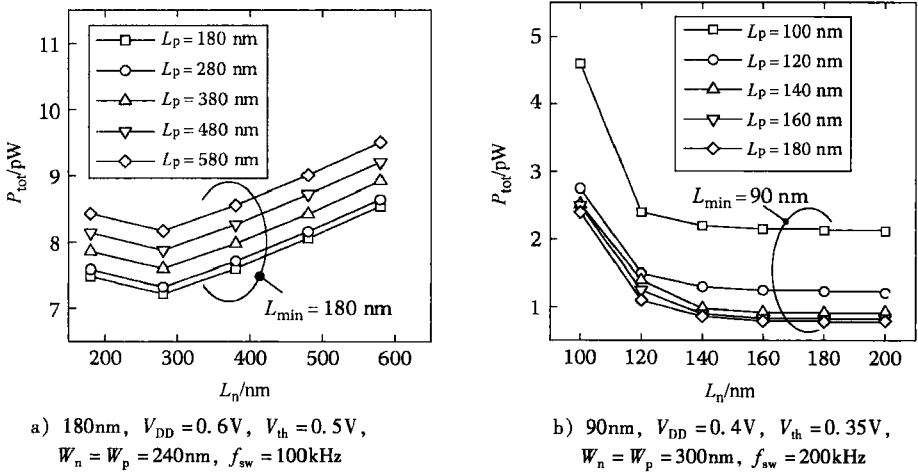 11
10
9
8
7
P_tot/pW
L_p = 180 nm
L_p = 280 nm
L_p = 380 nm
L_p = 480 nm
L_p = 580 nm
L_min = 180 nm
200 300 400 500 600
L_n/nm
a) 180nm, V_DD = 0.6V, V_th = 0.5V,
W_n = W_p = 240nm, f_sw = 100kHz
5
4
3
2
1
P_tot/pW
L_p = 100 nm
L_p = 120 nm
L_p = 140 nm
L_p = 160 nm
L_p = 180 nm
L_min = 90 nm
100 120 140 160 180 200
L_n/nm
b) 90nm, V_DD = 0.4V, V_th = 0.35V,
W_n = W_p = 300nm, f_sw = 200kHz